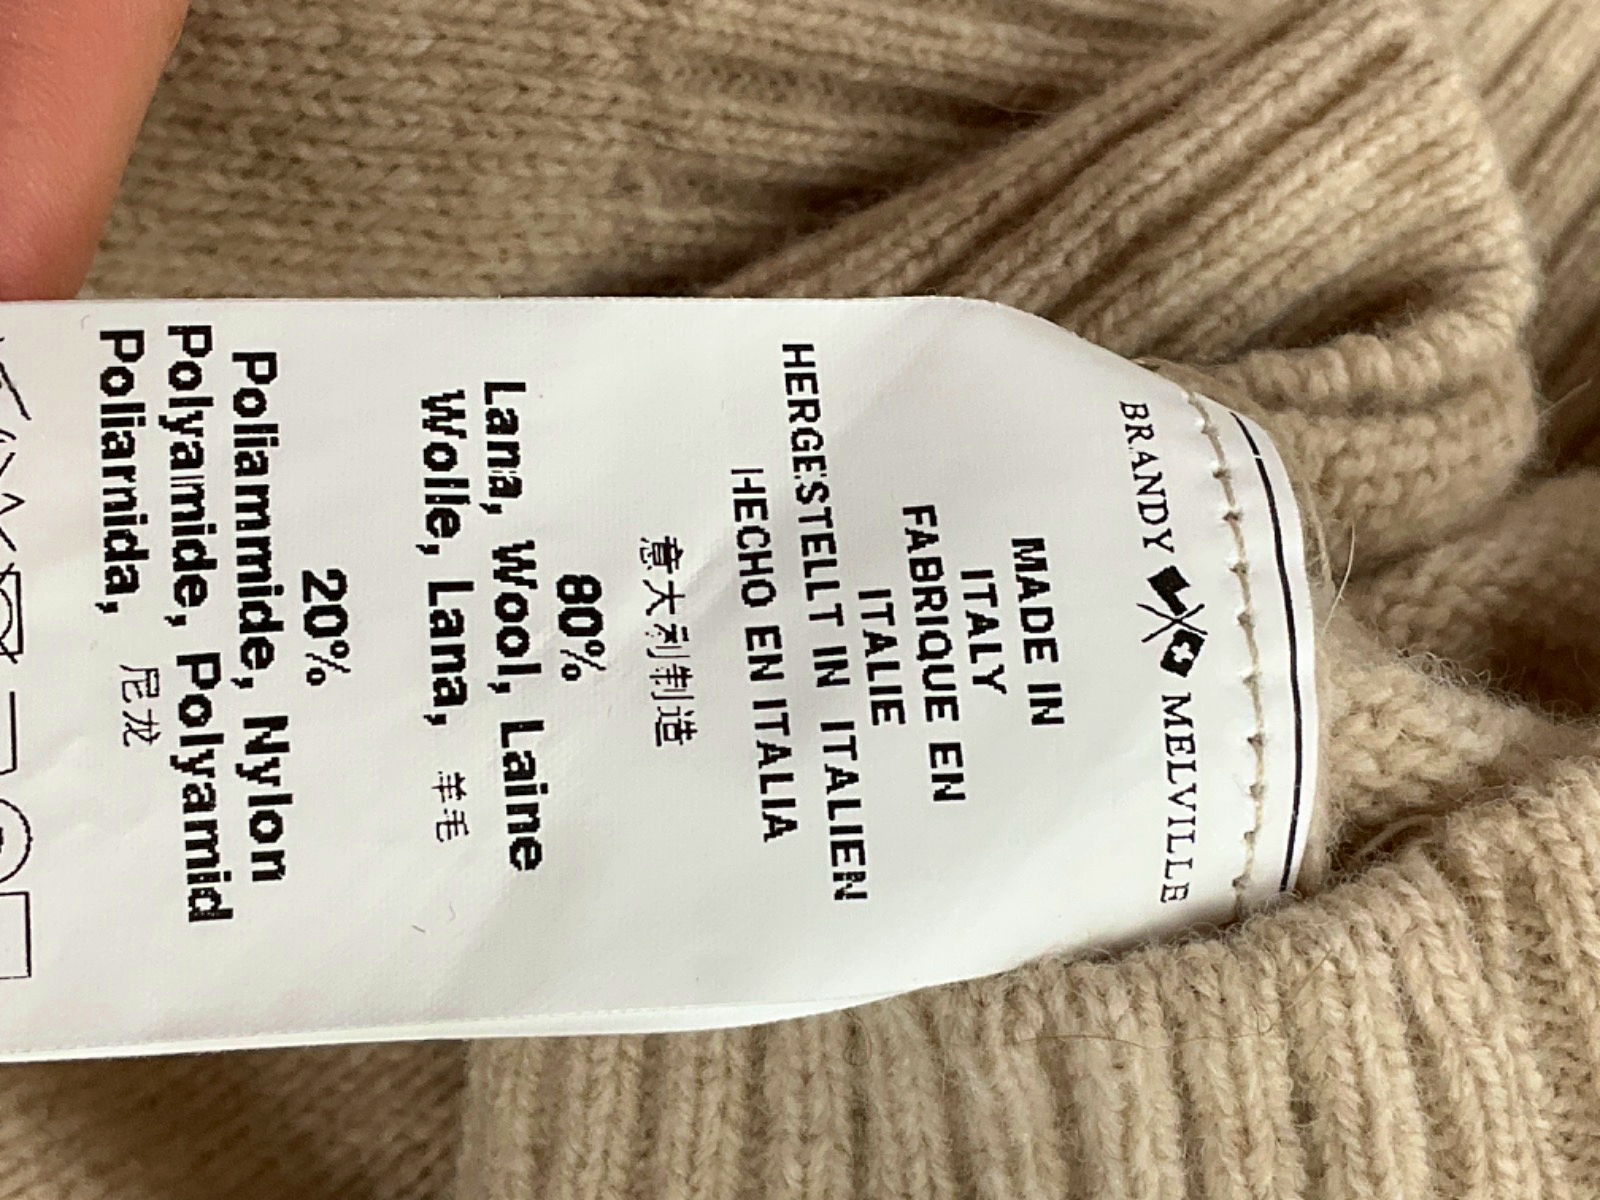 BRANDY MELVILLE
MADE IN
ITALY
FABRIQUE EN
ITALIE
HERGESTELLT IN ITALIEN
HECHO EN ITALIA
意大利制造
80%
Lana, Wool, Laine
Wolle, Lana, 羊毛
20%
Poliammide, Nylon
Polyamide, Polyamid
Poliarnida, 尼龙